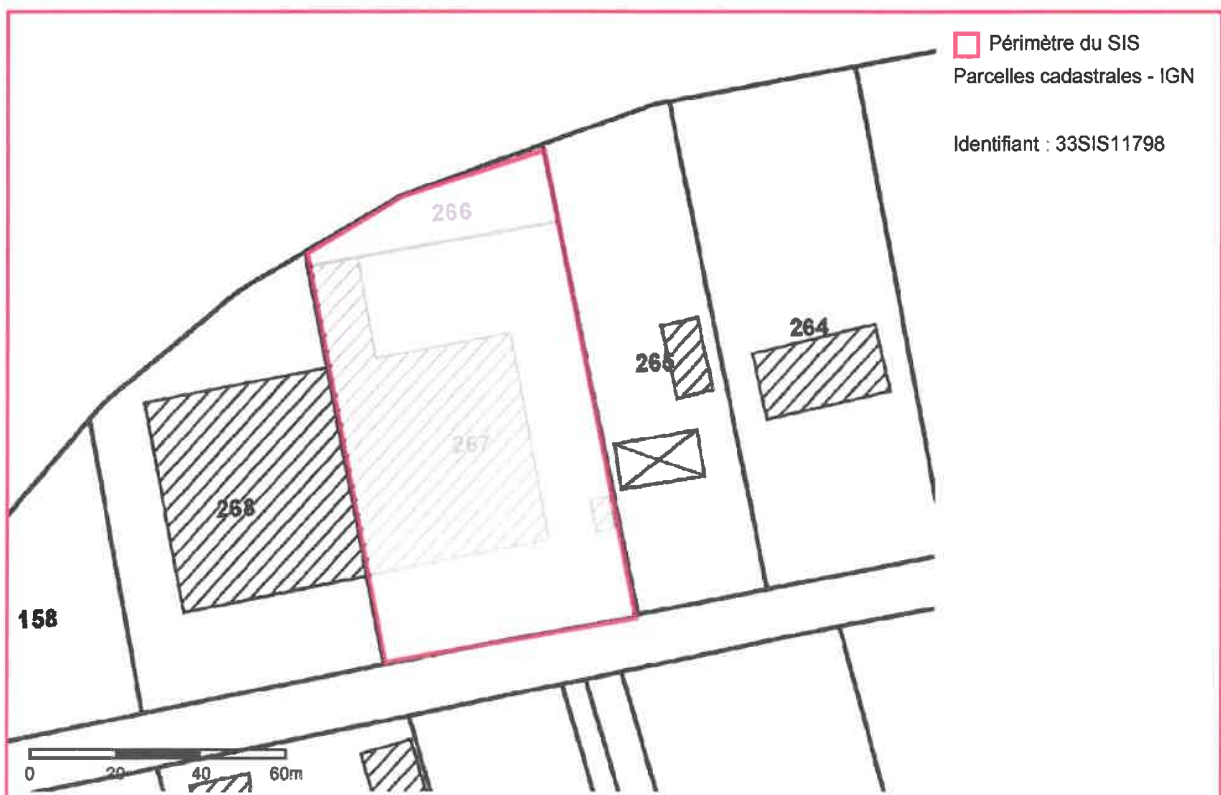 Périmètre du SIS
Parcelles cadastrales - IGN
Identifiant : 33SIS11798
266
264
265
267
268
158
0 20 40 60m